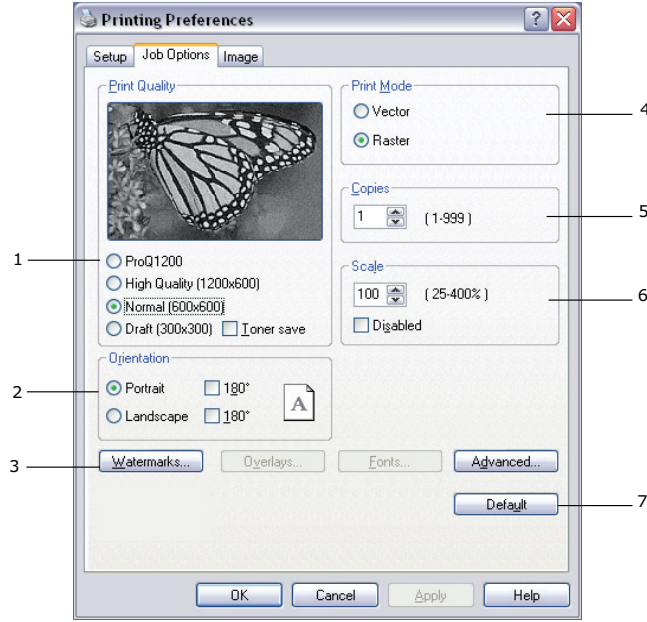 Printing Preferences
Setup Job Options Image
Print Quality
ProQ1200
High Quality (1200x600)
Normal (600x600)
Draft (300x300) Toner save
Orientation
Portrait 180°
Landscape 180°
A
Print Mode
Vector
Raster
Copies
1 (1-999)
Scale
100 (25-400%)
Disabled
Watermarks... Overlays... Fonts... Advanced...
Default
OK Cancel Apply Help
1
2
3
4
5
6
7